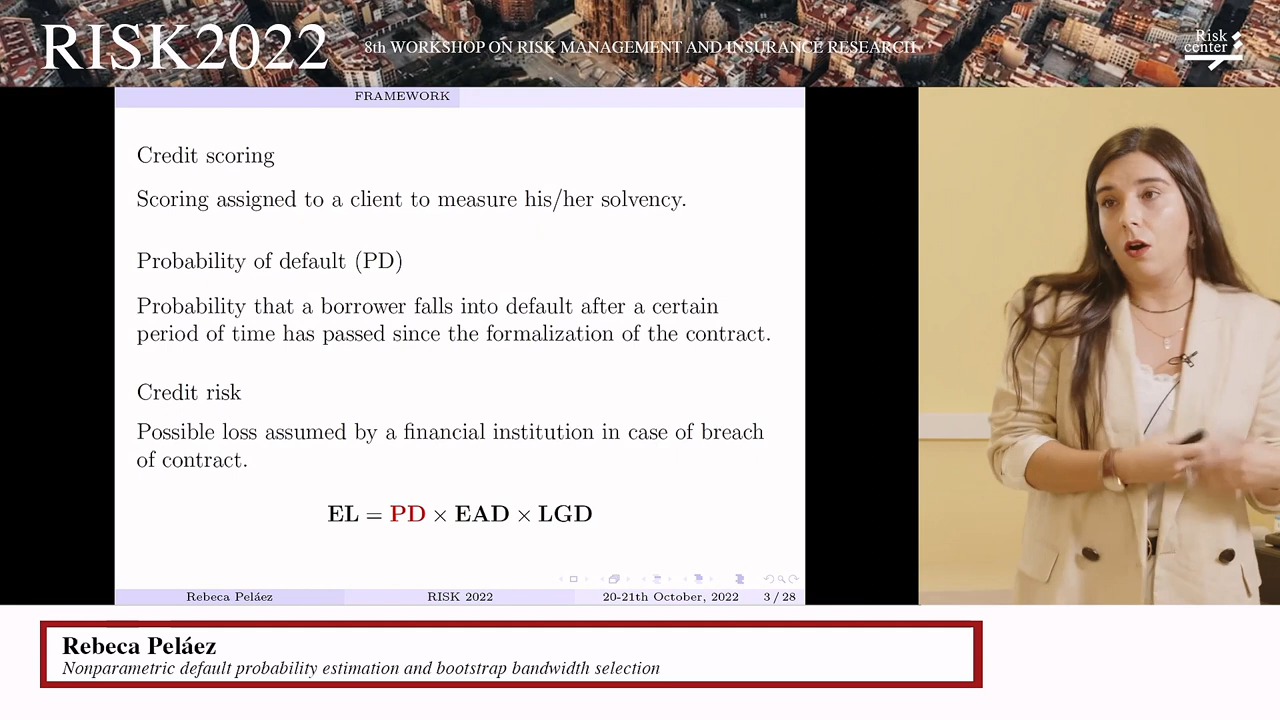 RISK2022
8th WORKSHOP ON RISK MANAGEMENT AND INSURANCE RESEARCH
Risk
center
FRAMEWORK
Credit scoring
Scoring assigned to a client to measure his/her solvency.
Probability of default (PD)
Probability that a borrower falls into default after a certain
period of time has passed since the formalization of the contract.
Credit risk
Possible loss assumed by a financial institution in case of breach
of contract.
EL = PD × EAD × LGD
Rebeca Peláez RISK 2022 20-21th October, 2022 3 / 28
Rebeca Peláez
Nonparametric default probability estimation and bootstrap bandwidth selection